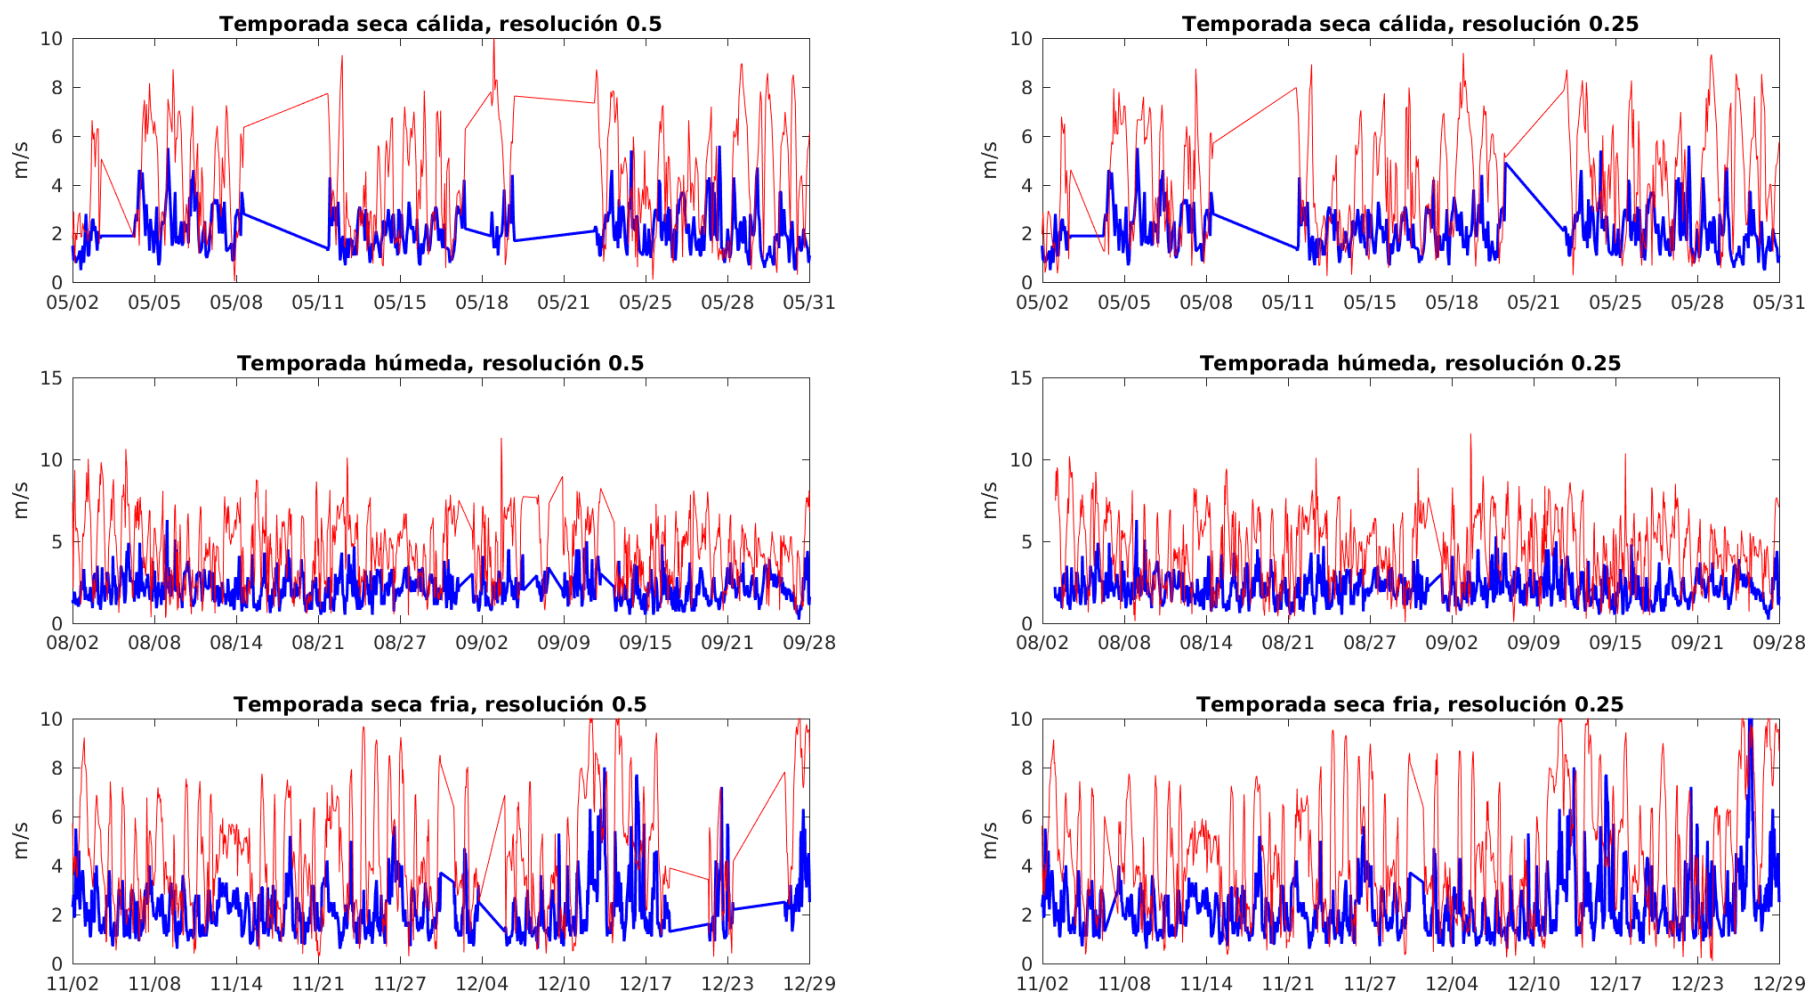 Temporada seca cálida, resolución 0.5
10
8
6
4
2
0
m/s
05/02 05/05 05/08 05/11 05/15 05/18 05/21 05/25 05/28 05/31
Temporada seca cálida, resolución 0.25
10
8
6
4
2
0
m/s
05/02 05/05 05/08 05/11 05/15 05/18 05/21 05/25 05/28 05/31
Temporada húmeda, resolución 0.5
15
10
5
0
m/s
08/02 08/08 08/14 08/21 08/27 09/02 09/09 09/15 09/21 09/28
Temporada húmeda, resolución 0.25
15
10
5
0
m/s
08/02 08/08 08/14 08/21 08/27 09/02 09/09 09/15 09/21 09/28
Temporada seca fria, resolución 0.5
10
8
6
4
2
0
m/s
11/02 11/08 11/14 11/21 11/27 12/04 12/10 12/17 12/23 12/29
Temporada seca fria, resolución 0.25
10
8
6
4
2
0
m/s
11/02 11/08 11/14 11/21 11/27 12/04 12/10 12/17 12/23 12/29